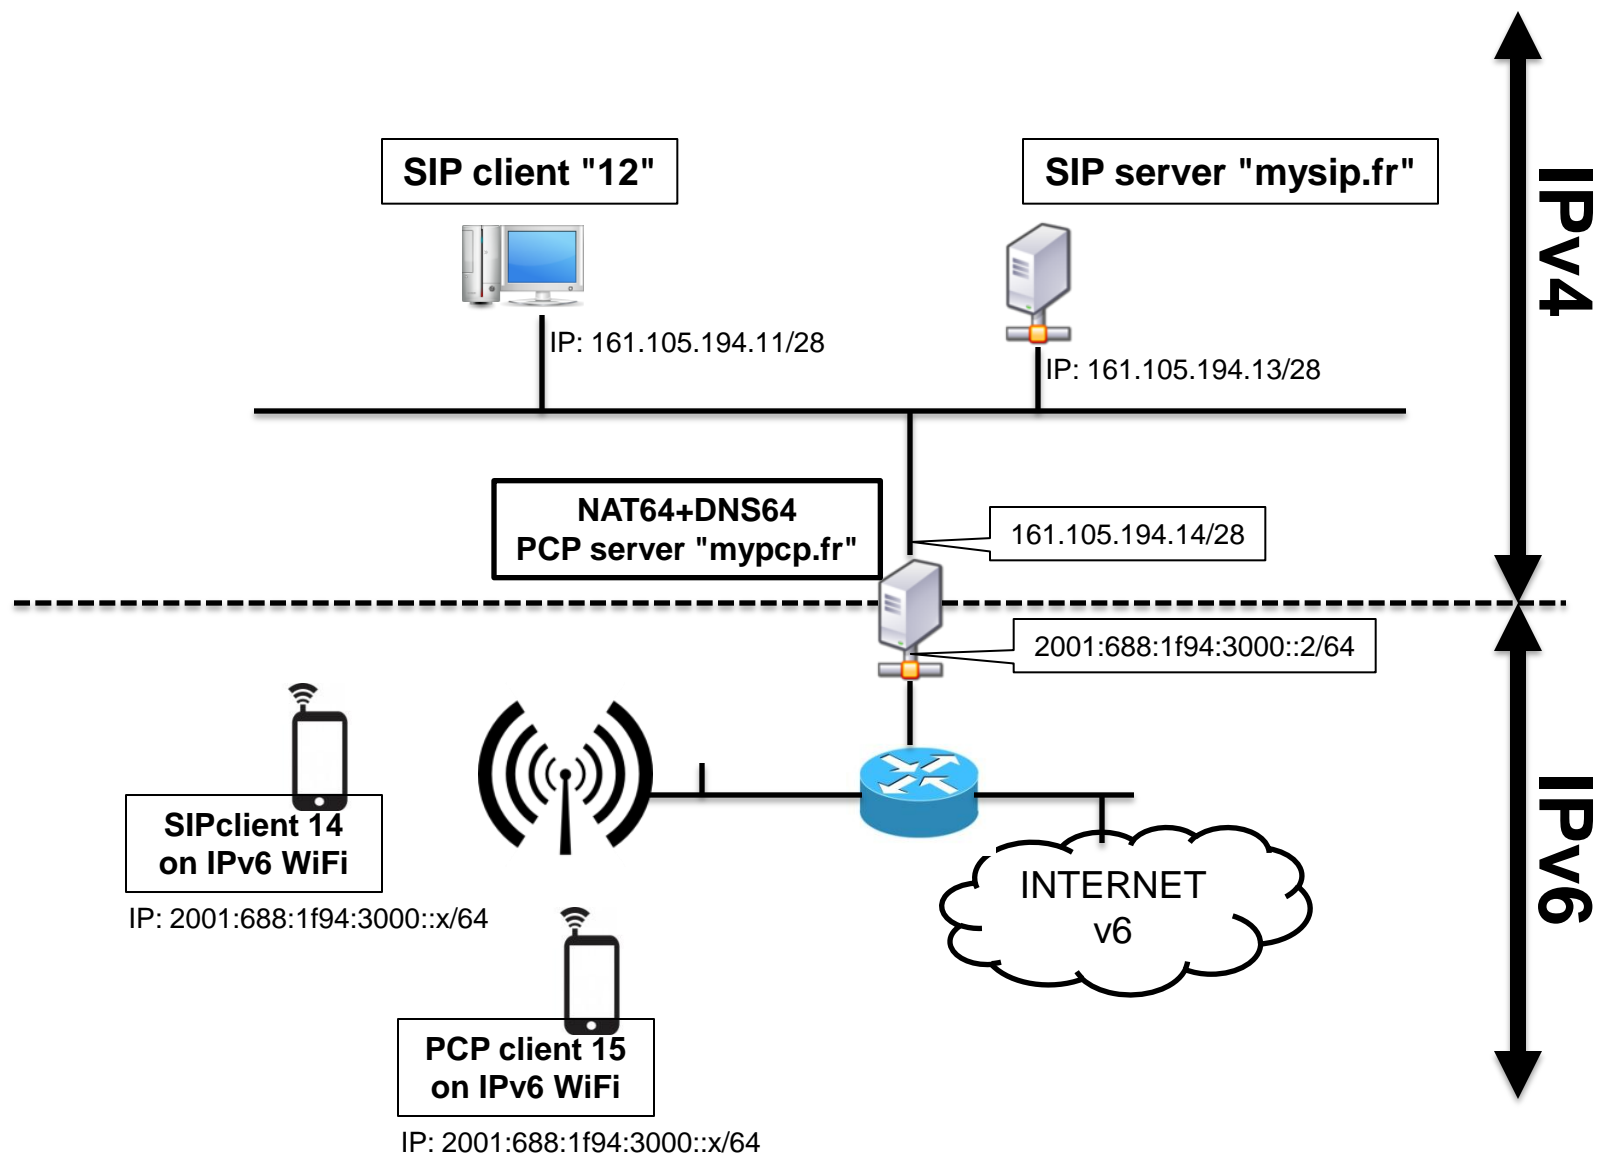 SIP client "12"
SIP server "mysip.fr"
IPv4
IP: 161.105.194.11/28
IP: 161.105.194.13/28
NAT64+DNS64
PCP server "mypcp.fr"
161.105.194.14/28
2001:688:1f94:3000::2/64
IPv6
SIPclient 14
on IPv6 WiFi
IP: 2001:688:1f94:3000::x/64
INTERNET
v6
PCP client 15
on IPv6 WiFi
IP: 2001:688:1f94:3000::x/64